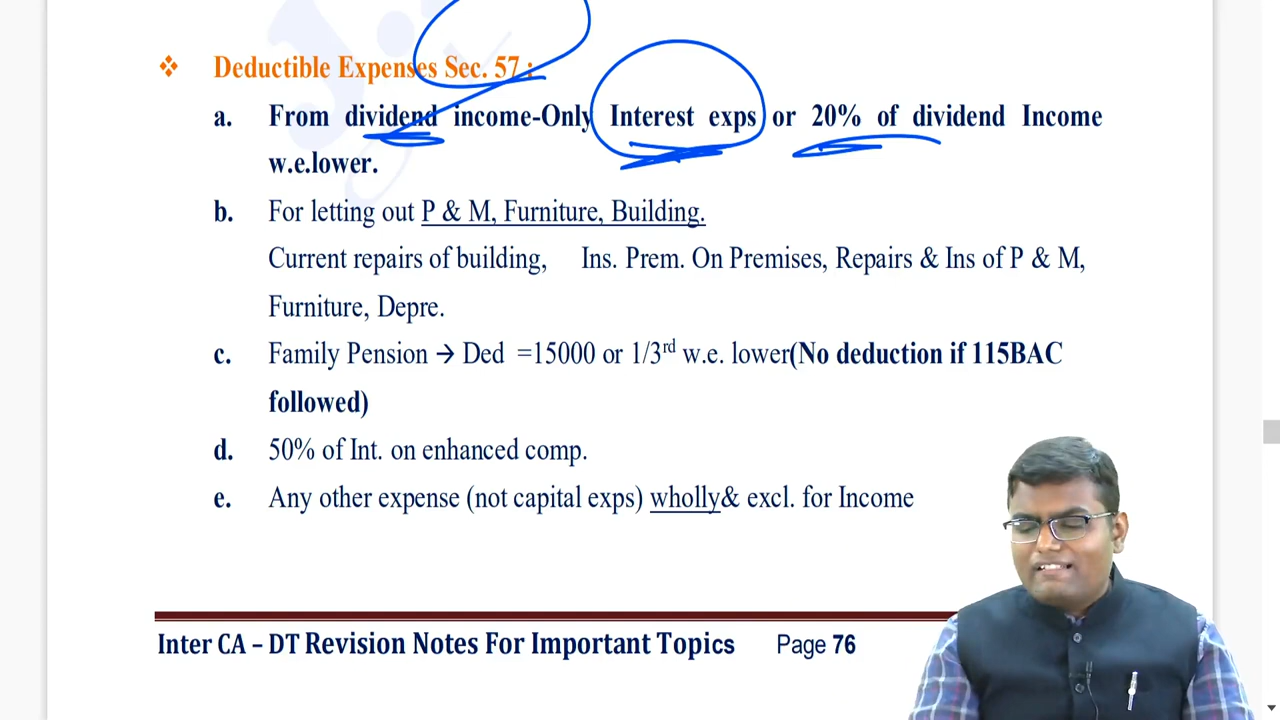 ❖ Deductible Expenses Sec. 57 :
a. From dividend income-Only Interest exps or 20% of dividend Income
w.e.lower.
b. For letting out P & M, Furniture, Building.
Current repairs of building, Ins. Prem. On Premises, Repairs & Ins of P & M,
Furniture, Depre.
c. Family Pension → Ded =15000 or 1/3rd w.e. lower(No deduction if 115BAC
followed)
d. 50% of Int. on enhanced comp.
e. Any other expense (not capital exps) wholly& excl. for Income
Inter CA – DT Revision Notes For Important Topics Page 76